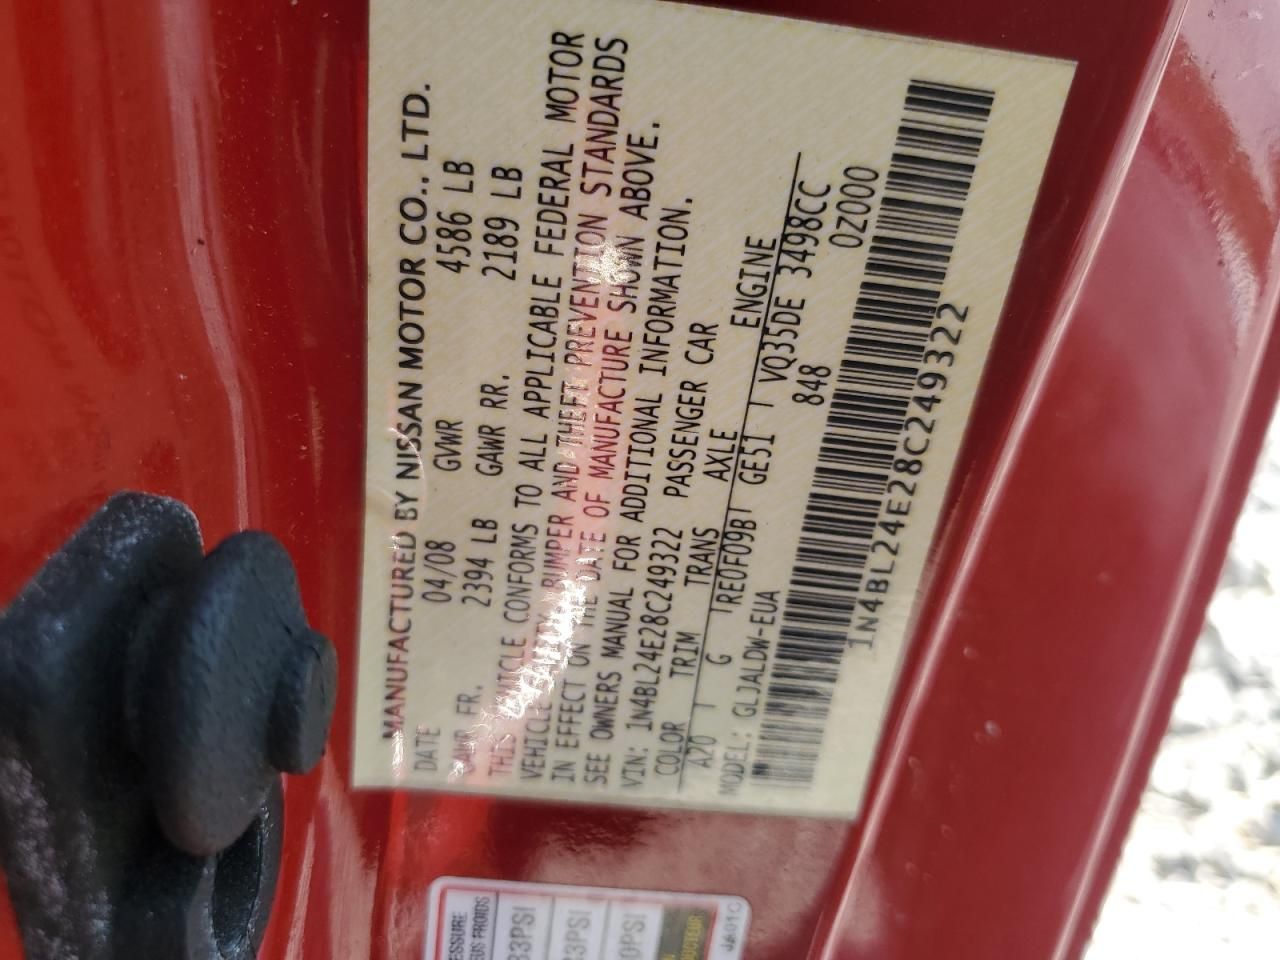 MANUFACTURED BY NISSAN MOTOR CO., LTD.
DATE 04/08 GVWR 4586 LB
GAWR FR. 2394 LB GAWR RR. 2189 LB
THIS VEHICLE CONFORMS TO ALL APPLICABLE FEDERAL MOTOR
VEHICLE BUMPER AND THEFT PREVENTION STANDARDS
IN EFFECT ON THE DATE OF MANUFACTURE SHOWN ABOVE.
SEE OWNERS MANUAL FOR ADDITIONAL INFORMATION.
VIN: 1N4BL24E28C249322 PASSENGER CAR
COLOR TRIM TRANS AXLE ENGINE
A20 G RE0F09B GE51 VQ35DE 3498CC
MODEL: GLJALDW-EUA 848 0Z000
1N4BL24E28C249322
33PSI
JA01C